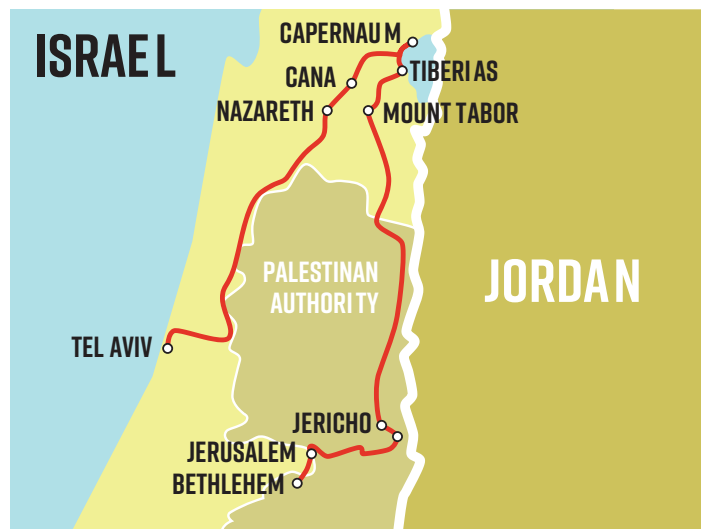 ISRAEL
CAPERNAUM
TIBERIAS
CANA
NAZARETH
MOUNT TABOR
PALESTINAN
AUTHORITY
JORDAN
TEL AVIV
JERICHO
JERUSALEM
BETHLEHEM